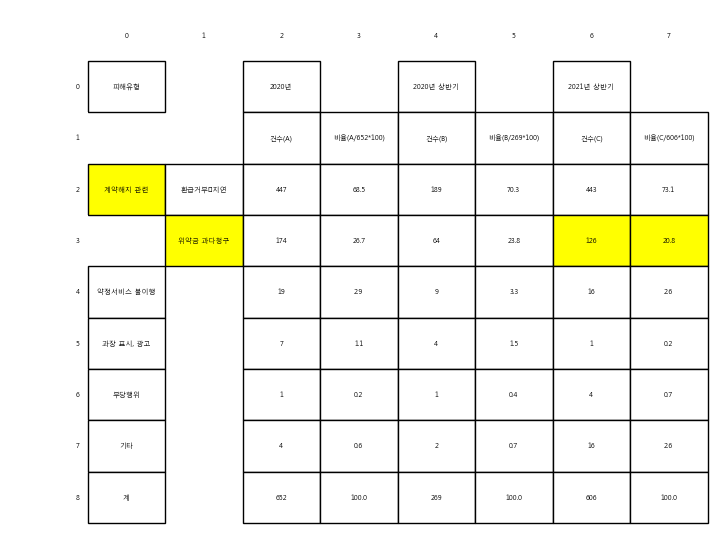 0 1 2 3 4 5 6 7
0 피해유형 2020년 2020년 상반기 2021년 상반기
1 건수(A) 비율(A/652*100) 건수(B) 비율(B/269*100) 건수(C) 비율(C/606*100)
2 계약해지 관련 환급거부□지연 447 68.5 189 70.3 443 73.1
3 위약금 과다청구 174 26.7 64 23.8 126 20.8
4 약정서비스 불이행 19 2.9 9 3.3 16 2.6
5 과장 표시, 광고 7 1.1 4 1.5 1 0.2
6 부당행위 1 0.2 1 0.4 4 0.7
7 기타 4 0.6 2 0.7 16 2.6
8 계 652 100.0 269 100.0 606 100.0